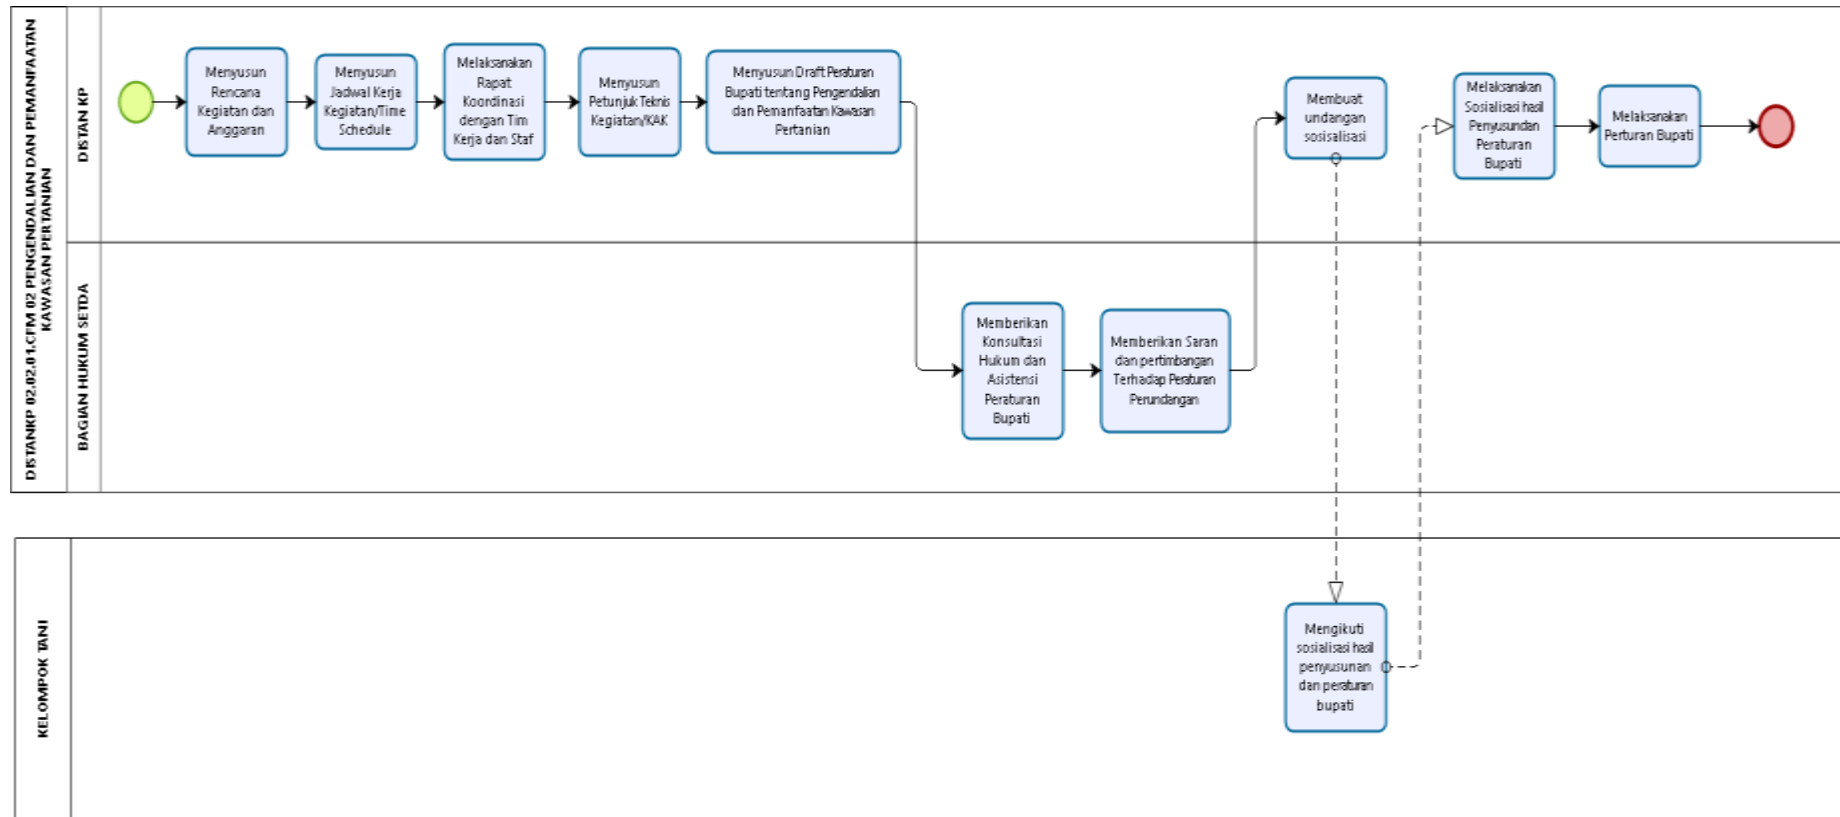 DISTANKP 02.02.01.CFM 02 PENGENDALIAN DAN PEMANFAATAN
KAWASAN PERTANIAN
DISTAN KP
Menyusun
Rencana
Kegiatan dan
Anggaran
Menyusun
Jadwal Kerja
Kegiatan/Time
Schedule
Melaksanakan
Rapat
Koordinasi
dengan Tim
Kerja dan Staf
Menyusun
Petunjuk Teknis
Kegiatan/KAK
Menyusun Draft Peraturan
Bupati tentang Pengendalian
dan Pemanfaatan Kawasan
Pertanian
Membuat
undangan
sosisalisasi
Melaksanakan
Sosialisasi hasil
Penyusundan
Peraturan
Bupati
Melaksanakan
Perturan Bupati
BAGIAN HUKUM SETDA
Memberikan
Konsultasi
Hukum dan
Asistensi
Peraturan
Bupati
Memberikan Saran
dan pertimbangan
Terhadap Peraturan
Perundangan
KELOMPOK TANI
Mengikuti
sosialisasi hasil
penyusunan
dan peraturan
bupati